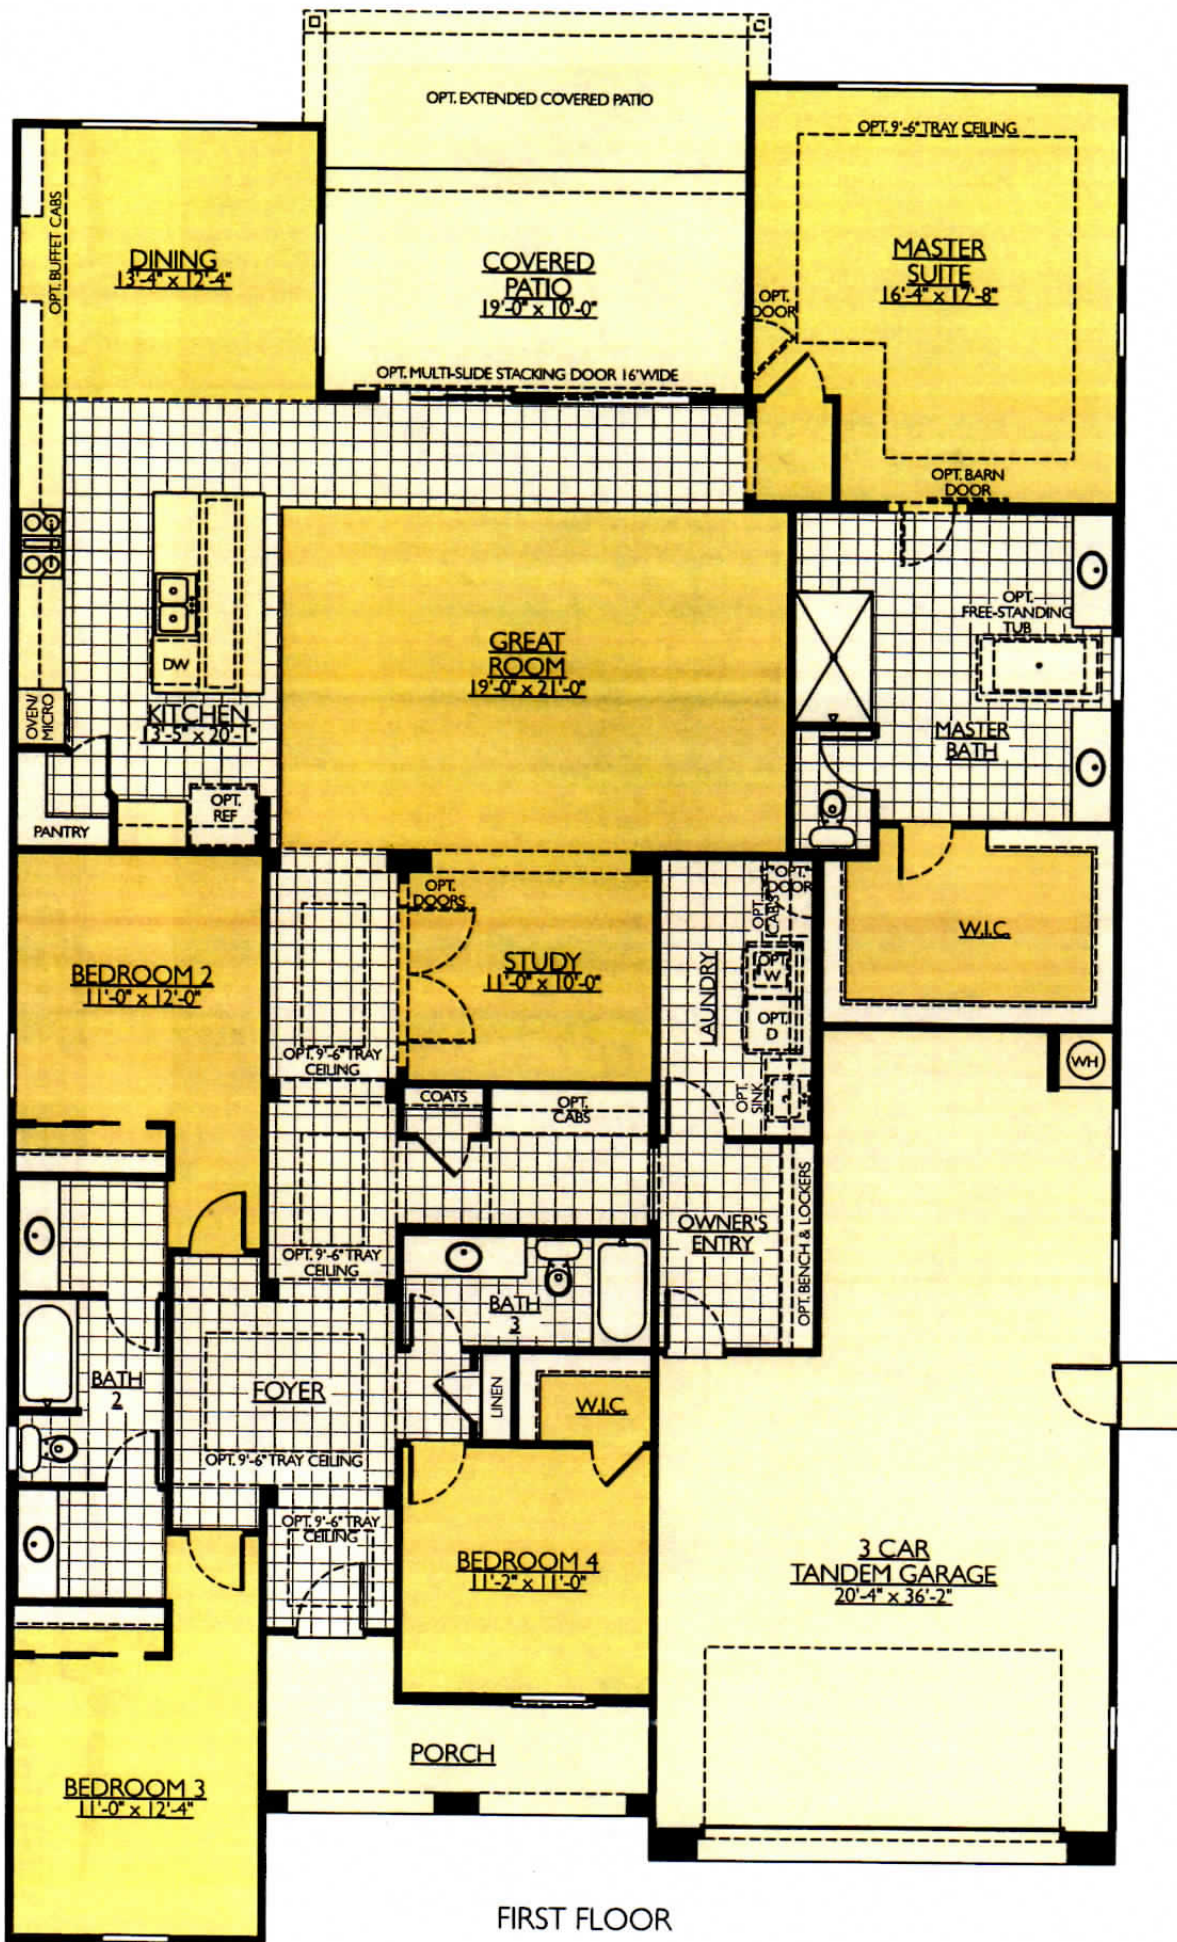 OPT. EXTENDED COVERED PATIO
OPT. 9'-6" TRAY CEILING
OPT. BUFFET CABS
DINING
13'-4" x 12'-4"
COVERED
PATIO
19'-0" x 10'-0"
MASTER
SUITE
16'-4" x 17'-8"
OPT.
DOOR
OPT. MULTI-SLIDE STACKING DOOR 16'WIDE
OPT. BARN
DOOR
OPT.
FREE-STANDING
TUB
GREAT
ROOM
19'-0" x 21'-0"
DW
OVEN/
MICRO
KITCHEN
13'-5" x 20'-1"
MASTER
BATH
OPT.
REF
PANTRY
OPT.
DOORS
OPT.
DOOR
OPT.
CABS
W.I.C.
BEDROOM 2
11'-0" x 12'-0"
STUDY
11'-0" x 10'-0"
LAUNDRY
OPT.
W
OPT.
D
OPT. 9'-6" TRAY
CEILING
WH
COATS
OPT.
CABS
OPT.
SINK
OPT. 9'-6" TRAY
CEILING
OWNER'S
ENTRY
OPT. BENCH & LOCKERS
BATH
3
BATH
2
FOYER
LINEN
W.I.C.
OPT. 9'-6" TRAY CEILING
OPT. 9'-6" TRAY
CEILING
BEDROOM 4
11'-2" x 11'-0"
3 CAR
TANDEM GARAGE
20'-4" x 36'-2"
PORCH
BEDROOM 3
11'-0" x 12'-4"
FIRST FLOOR